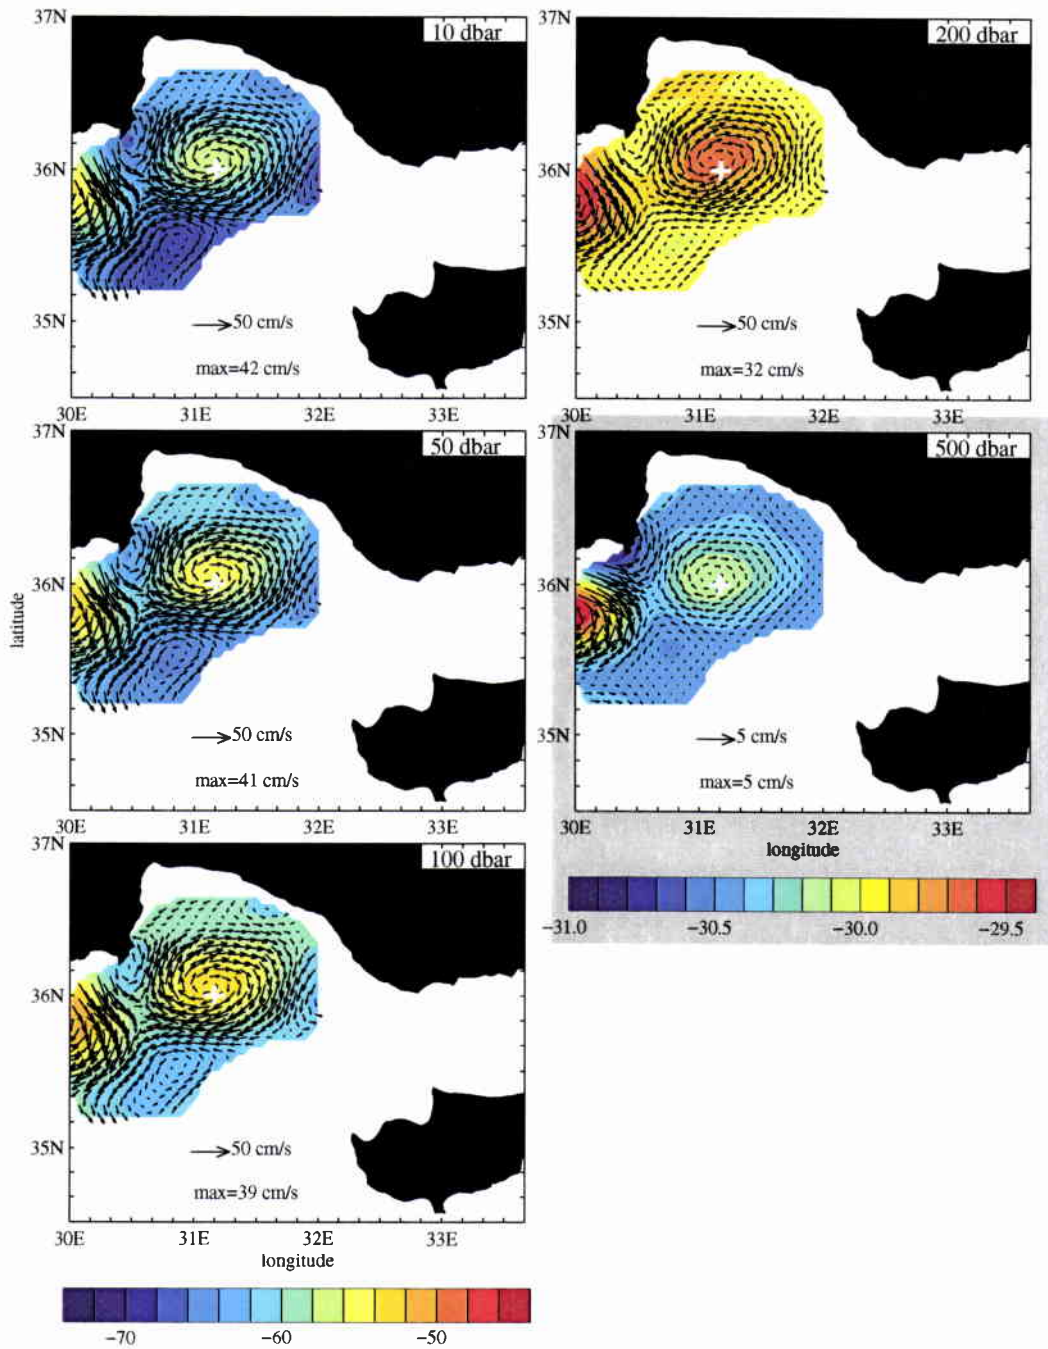 37N
10 dbar
36N
35N
50 cm/s
max=42 cm/s
30E 31E 32E 33E
200 dbar
50 cm/s
max=32 cm/s
30E 31E 32E 33E
37N
50 dbar
36N
latitude
35N
50 cm/s
max=41 cm/s
30E 31E 32E 33E
37N
500 dbar
36N
35N
5 cm/s
max=5 cm/s
30E 31E 32E 33E
longitude
-31.0 -30.5 -30.0 -29.5
37N
100 dbar
36N
35N
50 cm/s
max=39 cm/s
30E 31E 32E 33E
longitude
-70 -60 -50
37N
36N
35N